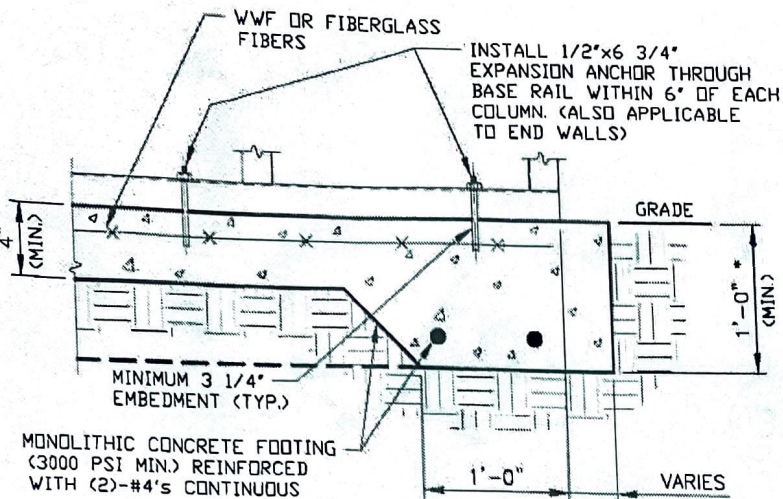 WWF OR FIBERGLASS
FIBERS
INSTALL 1/2"x6 3/4"
EXPANSION ANCHOR THROUGH
BASE RAIL WITHIN 6" OF EACH
COLUMN. (ALSO APPLICABLE
TO END WALLS)
GRADE
4"
(MIN.)
1'-0" *
(MIN.)
MINIMUM 3 1/4"
EMBEDMENT (TYP.)
MONOLITHIC CONCRETE FOOTING
(3000 PSI MIN.) REINFORCED
WITH (2)-#4's CONTINUOUS
1'-0"
VARIES